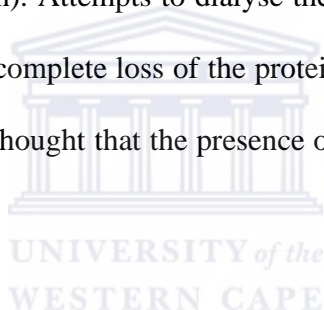 n). Attempts to dialyse the
complete loss of the protei
hought that the presence o
UNIVERSITY of the
WESTERN CAPE